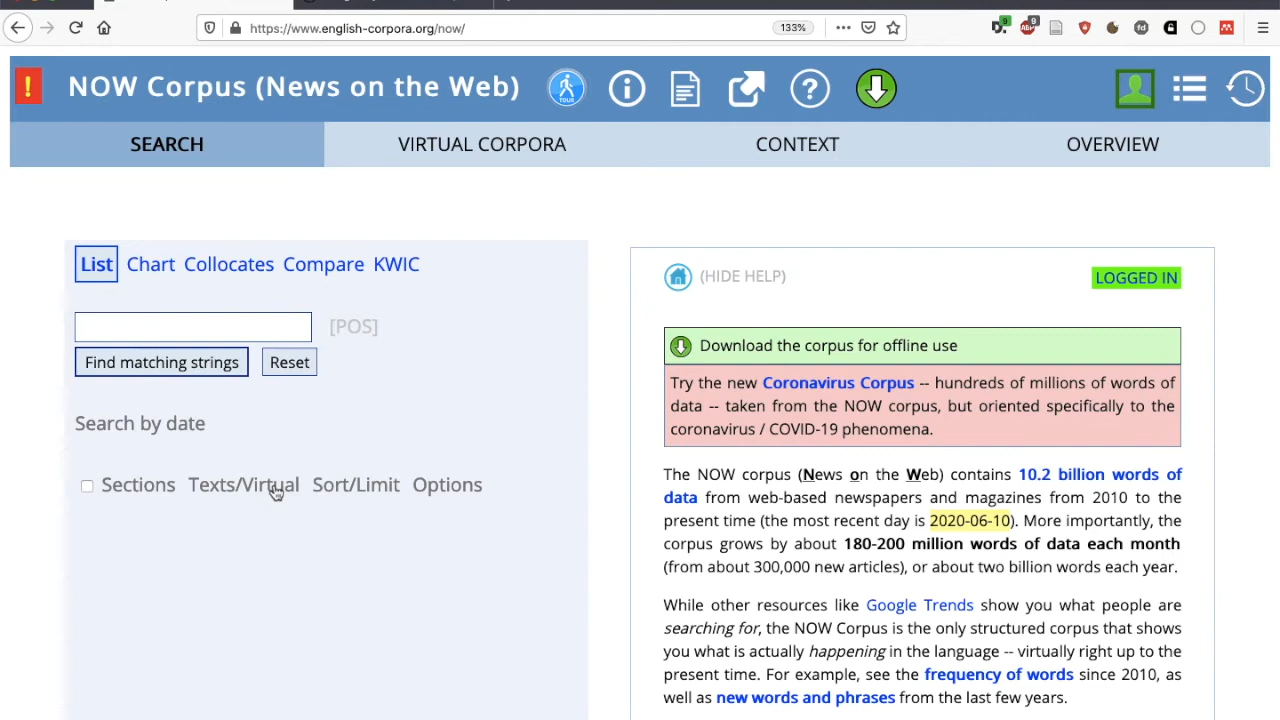 https://www.english-corpora.org/now/
133%
9
9
NOW Corpus (News on the Web)
TOUR
SEARCH
VIRTUAL CORPORA
CONTEXT
OVERVIEW
List Chart Collocates Compare KWIC
[POS]
Find matching strings Reset
Search by date
Sections Texts/Virtual Sort/Limit Options
(HIDE HELP)
LOGGED IN
Download the corpus for offline use
Try the new Coronavirus Corpus -- hundreds of millions of words of
data -- taken from the NOW corpus, but oriented specifically to the
coronavirus / COVID-19 phenomena.
The NOW corpus (News on the Web) contains 10.2 billion words of
data from web-based newspapers and magazines from 2010 to the
present time (the most recent day is 2020-06-10). More importantly, the
corpus grows by about 180-200 million words of data each month
(from about 300,000 new articles), or about two billion words each year.
While other resources like Google Trends show you what people are
searching for, the NOW Corpus is the only structured corpus that shows
you what is actually happening in the language -- virtually right up to the
present time. For example, see the frequency of words since 2010, as
well as new words and phrases from the last few years.